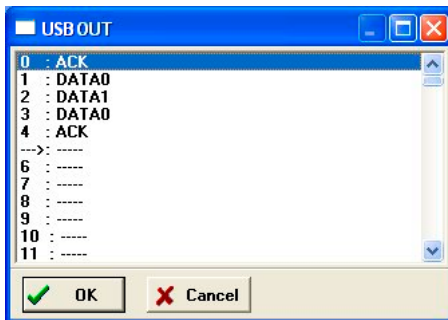 USB OUT
0 : ACK
1 : DATA0
2 : DATA1
3 : DATA0
4 : ACK
--->: -----
6 : -----
7 : -----
8 : -----
9 : -----
10 : -----
11 : -----
OK Cancel